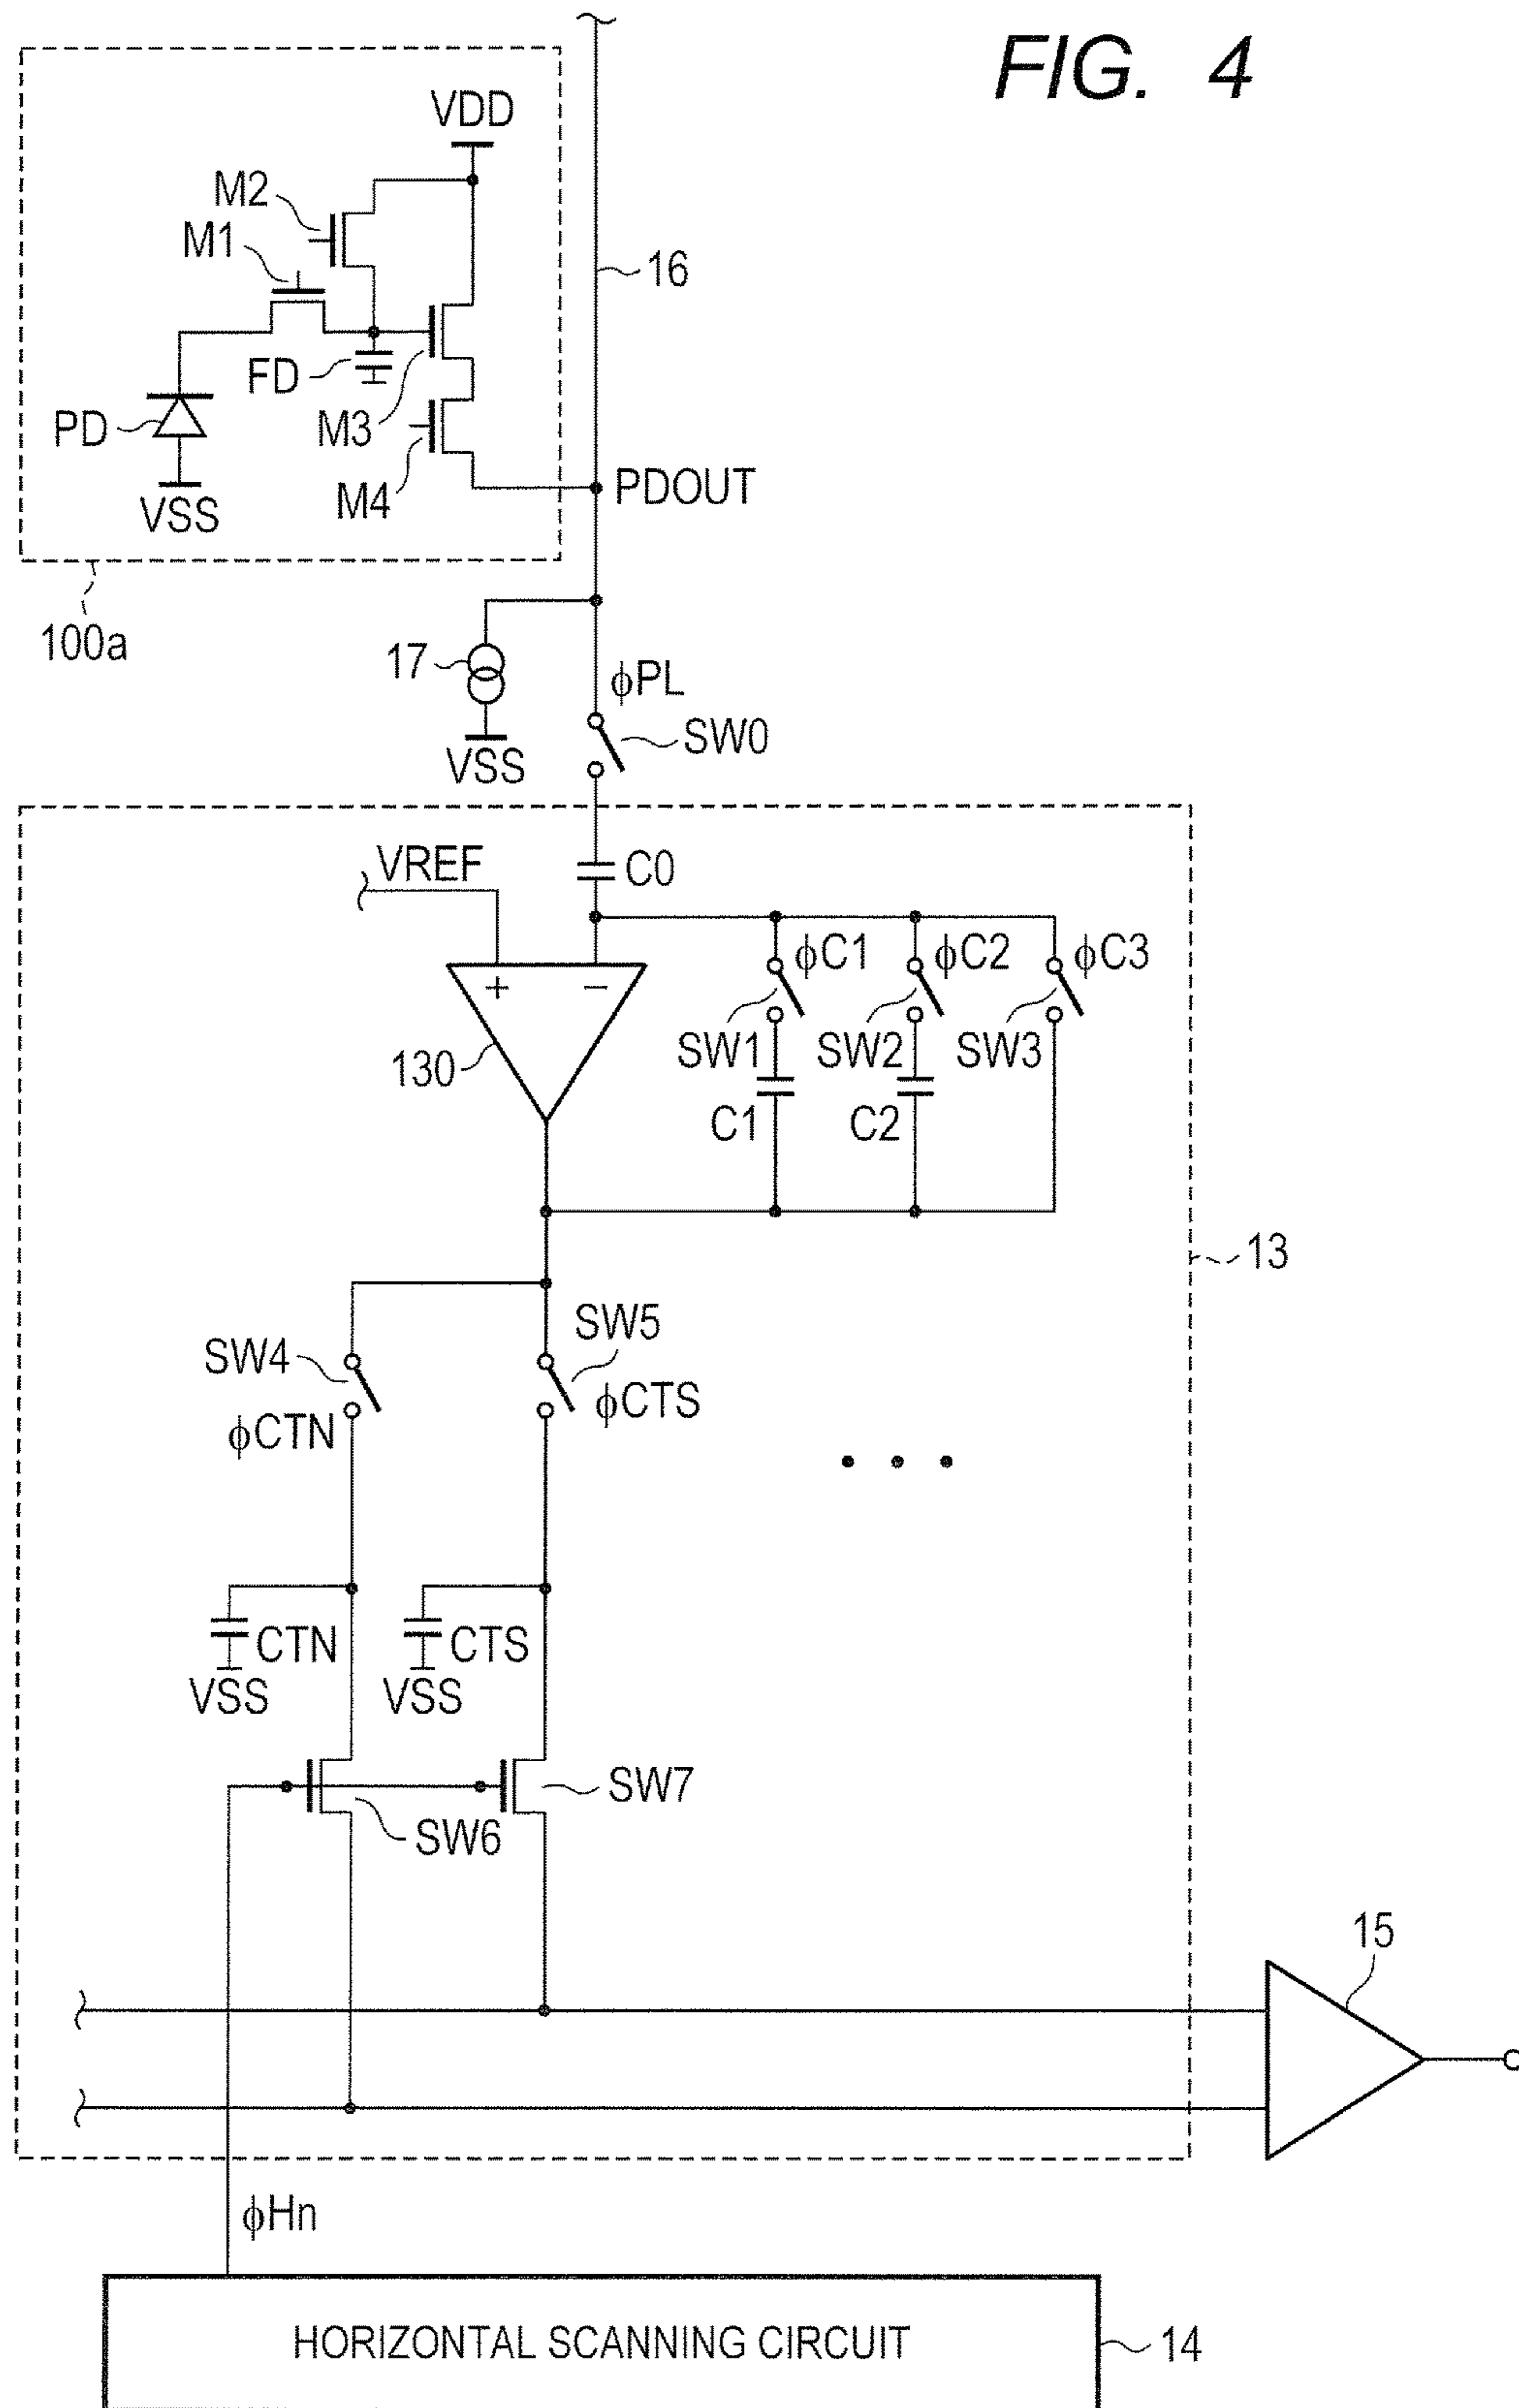 FIG. 4
VDD
M2
M1
16
FD
PD
M3
M4
PDOUT
VSS
100a
17
ϕPL
SW0
VSS
VREF
C0
ϕC1
ϕC2
ϕC3
+
−
SW1
SW2
SW3
130
C1
C2
13
SW5
SW4
ϕCTS
ϕCTN
CTN
CTS
VSS
VSS
SW7
SW6
15
ϕHn
HORIZONTAL SCANNING CIRCUIT
14